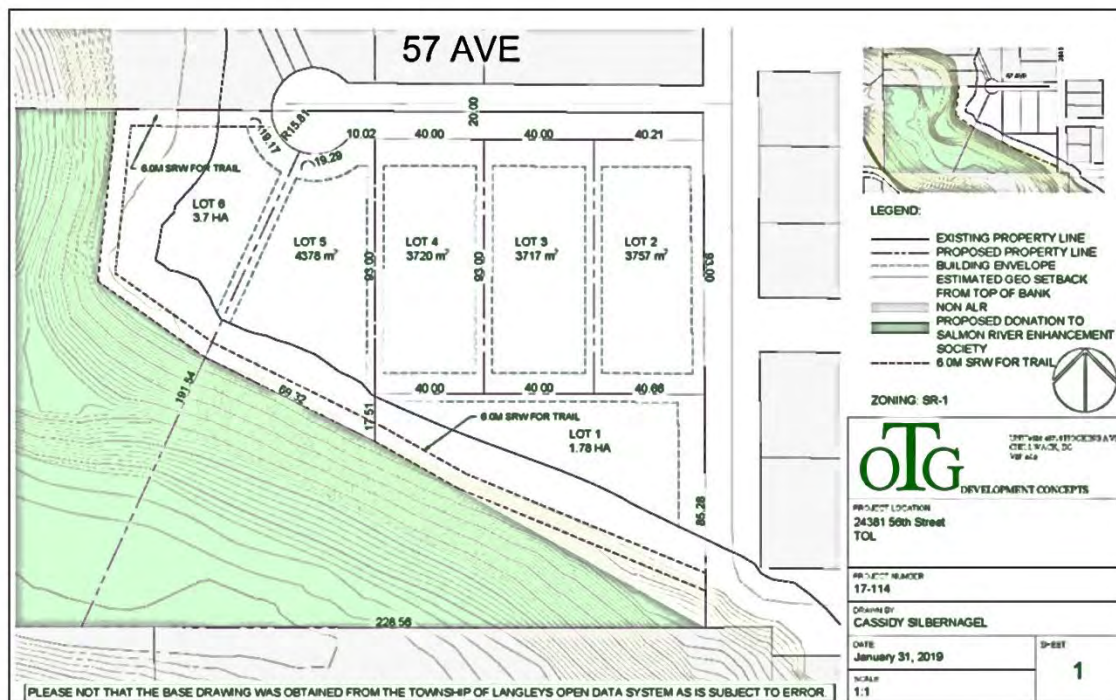 57 AVE
20.00
R15.81
10.02
40.00
40.00
40.21
19.17
19.29
6.0M SRW FOR TRAIL
LOT 6
3.7 HA
LOT 5
4378 m²
LOT 4
3720 m²
LOT 3
3717 m²
LOT 2
3757 m²
93.00
93.00
93.00
40.00
40.00
40.66
191.54
69.32
17.51
6.0M SRW FOR TRAIL
LOT 1
1.78 HA
85.28
228.56
PLEASE NOT THAT THE BASE DRAWING WAS OBTAINED FROM THE TOWNSHIP OF LANGLEYS OPEN DATA SYSTEM AS IS SUBJECT TO ERROR.
57 AVE
LEGEND:
EXISTING PROPERTY LINE
PROPOSED PROPERTY LINE
BUILDING ENVELOPE
ESTIMATED GEO SETBACK
FROM TOP OF BANK
NON ALR
PROPOSED DONATION TO
SALMON RIVER ENHANCEMENT
SOCIETY
6.0M SRW FOR TRAIL
ZONING: SR-1
OTG
DEVELOPMENT CONCEPTS
PROJECT LOCATION
24381 56th Street
TOL
PROJECT NUMBER
17-114
DRAWN BY
CASSIDY SILBERNAGEL
DATE
January 31, 2019
SHEET
1
SCALE
1:1